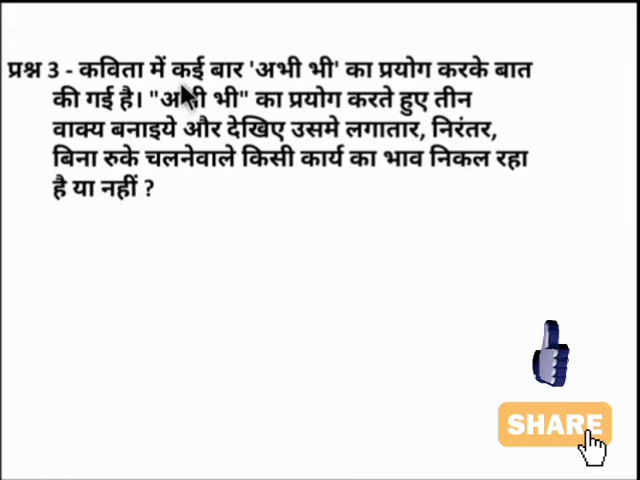 प्रश्न 3 - कविता में कई बार 'अभी भी' का प्रयोग करके बात
की गई है। "अभी भी" का प्रयोग करते हुए तीन
वाक्य बनाइये और देखिए उसमे लगातार, निरंतर,
बिना रुके चलनेवाले किसी कार्य का भाव निकल रहा
है या नहीं ?
SHARE